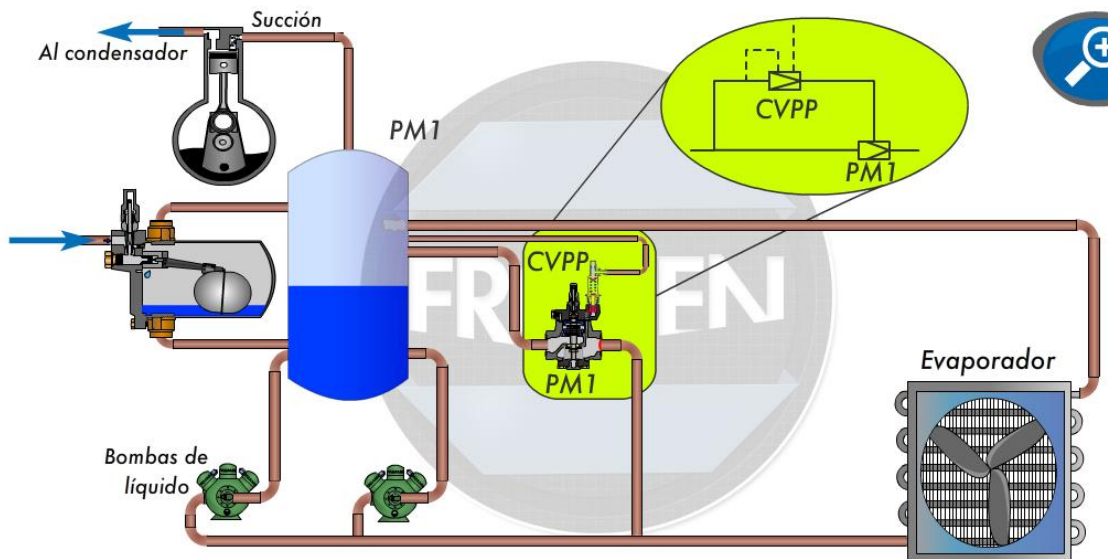 Succión
Al condensador
CVPP
PM1
PM1
CVPP
PM1
Evaporador
Bombas de
líquido